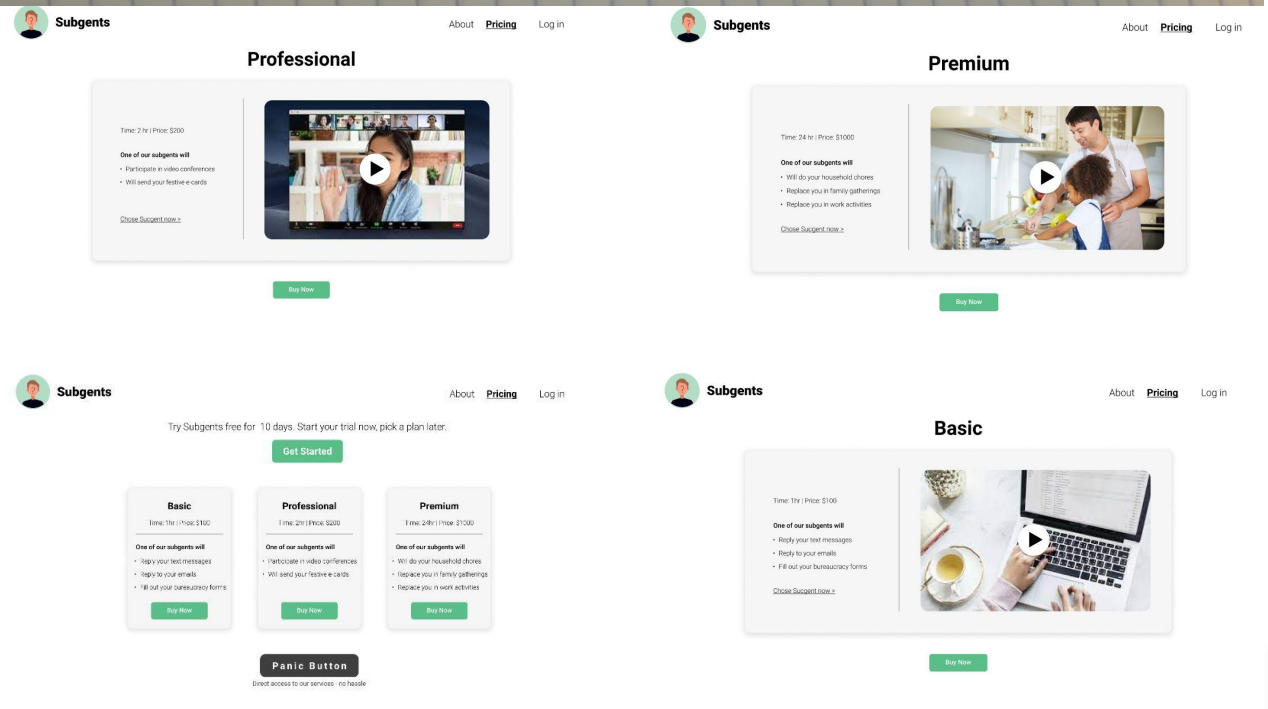 Subgents
About Pricing Log in
Professional
Time: 2 hr | Price: $200
One of our subgents will
• Participate in video conferences
• Will send your festive e-cards
Chose Sucgent now >
Buy Now
Subgents
About Pricing Log in
Premium
Time: 24 hr | Price: $1000
One of our subgents will
• Will do your household chores
• Replace you in family gatherings
• Replace you in work activities
Chose Sucgent now >
Buy Now
Subgents
About Pricing Log in
Try Subgents free for 10 days. Start your trial now, pick a plan later.
Get Started
Basic
Time: 1hr | Price: $100
One of our subgents will
• Reply your text messages
• Reply to your emails
• Fill out your bureaucracy forms
Buy Now
Professional
Time: 2hr | Price: $200
One of our subgents will
• Participate in video conferences
• Will send your festive e-cards
Buy Now
Premium
Time: 24hr | Price: $1000
One of our subgents will
• Will do your household chores
• Replace you in family gatherings
• Replace you in work activities
Buy Now
Panic Button
Direct access to our services - no hassle
Subgents
About Pricing Log in
Basic
Time: 1hr | Price: $100
One of our subgents will
• Reply your text messages
• Reply to your emails
• Fill out your bureaucracy forms
Chose Sucgent now >
Buy Now